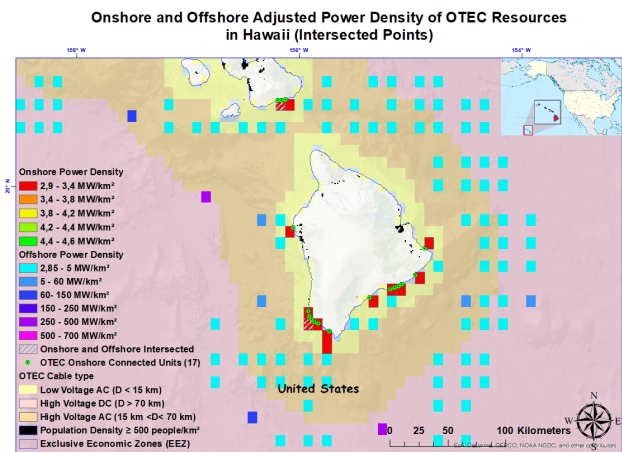 Onshore and Offshore Adjusted Power Density of OTEC Resources
in Hawaii (Intersected Points)
158° W
156° W
154° W
20° N
Onshore Power Density
2,9 - 3,4 MW/km²
3,4 - 3,8 MW/km²
3,8 - 4,2 MW/km²
4,2 - 4,4 MW/km²
4,4 - 4,6 MW/km²
Offshore Power Density
2,85 - 5 MW/km²
5 - 60 MW/km²
60- 150 MW/km²
150 - 250 MW/km²
250 - 500 MW/km²
500 - 700 MW/km²
Onshore and Offshore Intersected
OTEC Onshore Connected Units (17)
OTEC Cable type
Low Voltage AC (D < 15 km)
High Voltage DC (D > 70 km)
High Voltage AC (15 km <D< 70 km)
Population Density ≥ 500 people/km²
Exclusive Economic Zones (EEZ)
United States
0 25 50 100 Kilometers
N
W E
S
GEBCO, NOAA NGDC, and other contributors